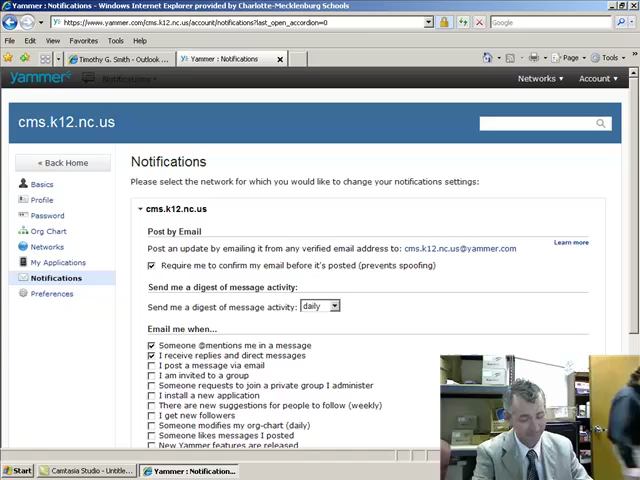 Yammer : Notifications - Windows Internet Explorer provided by Charlotte-Mecklenburg Schools
https://www.yammer.com/cms.k12.nc.us/account/notifications?last_open_accordion=0
Google
File Edit View Favorites Tools Help
Timothy G. Smith - Outlook ...
Yammer : Notifications
Page Tools
yammer
Notifications
Networks Account
cms.k12.nc.us
« Back Home
Basics
Profile
Password
Org Chart
Networks
My Applications
Notifications
Preferences
Notifications
Please select the network for which you would like to change your notifications settings:
cms.k12.nc.us
Post by Email
Learn more
Post an update by emailing it from any verified email address to: cms.k12.nc.us@yammer.com
Require me to confirm my email before it's posted (prevents spoofing)
Send me a digest of message activity:
Send me a digest of message activity: daily
Email me when...
Someone @mentions me in a message
I receive replies and direct messages
I post a message via email
I am invited to a group
Someone requests to join a private group I administer
I install a new application
There are new suggestions for people to follow (weekly)
I get new followers
Someone modifies my org-chart (daily)
Someone likes messages I posted
New Yammer features are released
Start
Camtasia Studio - Untitle...
Yammer : Notification...